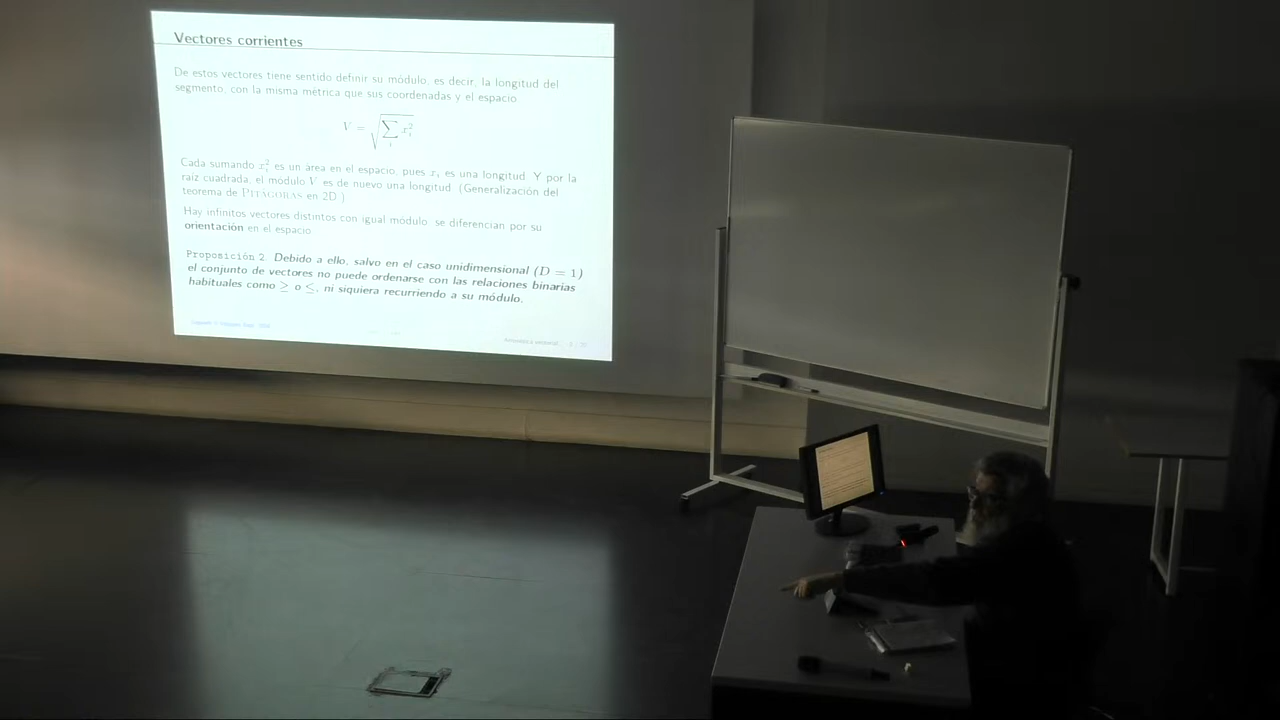 Vectores corrientes
De estos vectores tiene sentido definir su módulo, es decir, la longitud del
segmento, con la misma métrica que sus coordenadas y el espacio
V = √∑ᵢ xᵢ²
Cada sumando xᵢ² es un área en el espacio, pues xᵢ es una longitud. Y por la
raíz cuadrada, el módulo V es de nuevo una longitud. (Generalización del
teorema de PITÁGORAS en 2D.)
Hay infinitos vectores distintos con igual módulo se diferencian por su
orientación en el espacio
Proposición 2. Debido a ello, salvo en el caso unidimensional (D = 1)
el conjunto de vectores no puede ordenarse con las relaciones binarias
habituales como ≥ o ≤, ni siquiera recurriendo a su módulo.